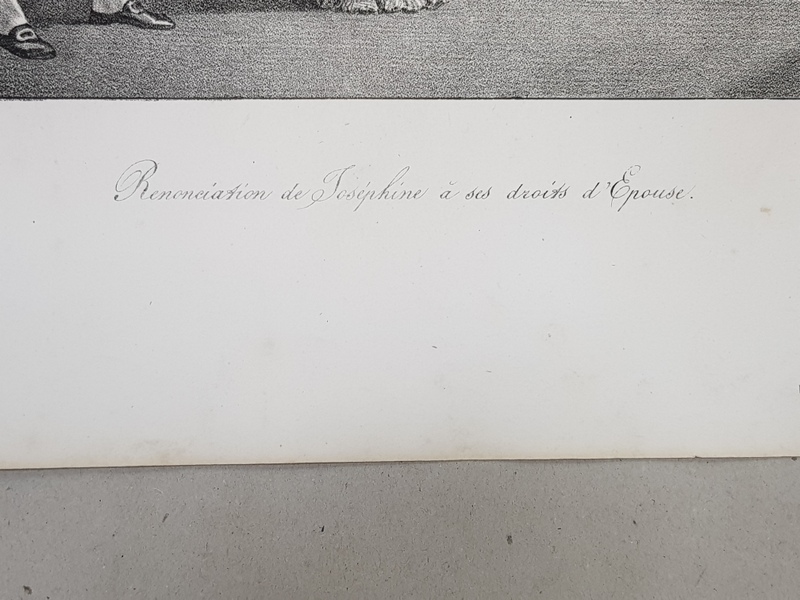 Renonciation de Joséphine à ses droits d'Epouse.